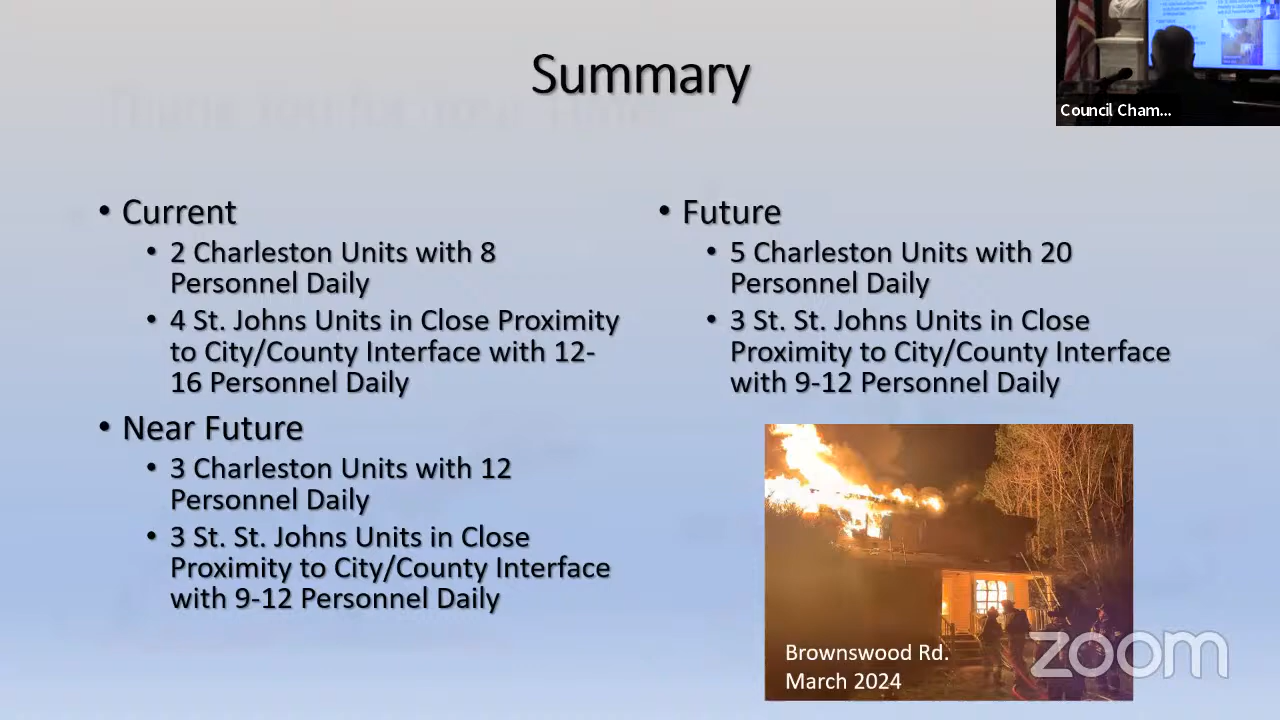 Summary
Council Cham...
• Current
• 2 Charleston Units with 8
Personnel Daily
• 4 St. Johns Units in Close Proximity
to City/County Interface with 12-
16 Personnel Daily
• Near Future
• 3 Charleston Units with 12
Personnel Daily
• 3 St. St. Johns Units in Close
Proximity to City/County Interface
with 9-12 Personnel Daily
• Future
• 5 Charleston Units with 20
Personnel Daily
• 3 St. St. Johns Units in Close
Proximity to City/County Interface
with 9-12 Personnel Daily
Brownswood Rd.
March 2024
zoom